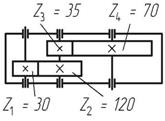 Z₃ = 35 Z₄ = 70
Z₁ = 30 Z₂ = 120